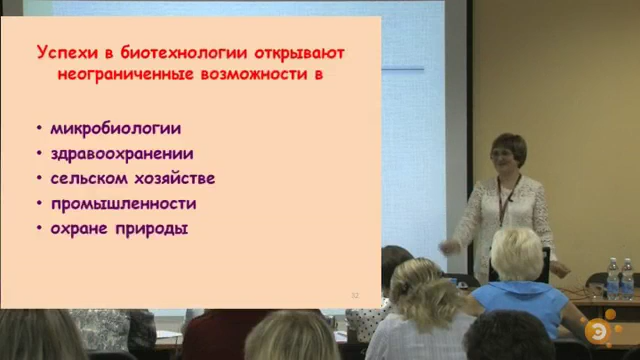 Успехи в биотехнологии открывают
неограниченные возможности в
• микробиологии
• здравоохранении
• сельском хозяйстве
• промышленности
• охране природы
32
Э